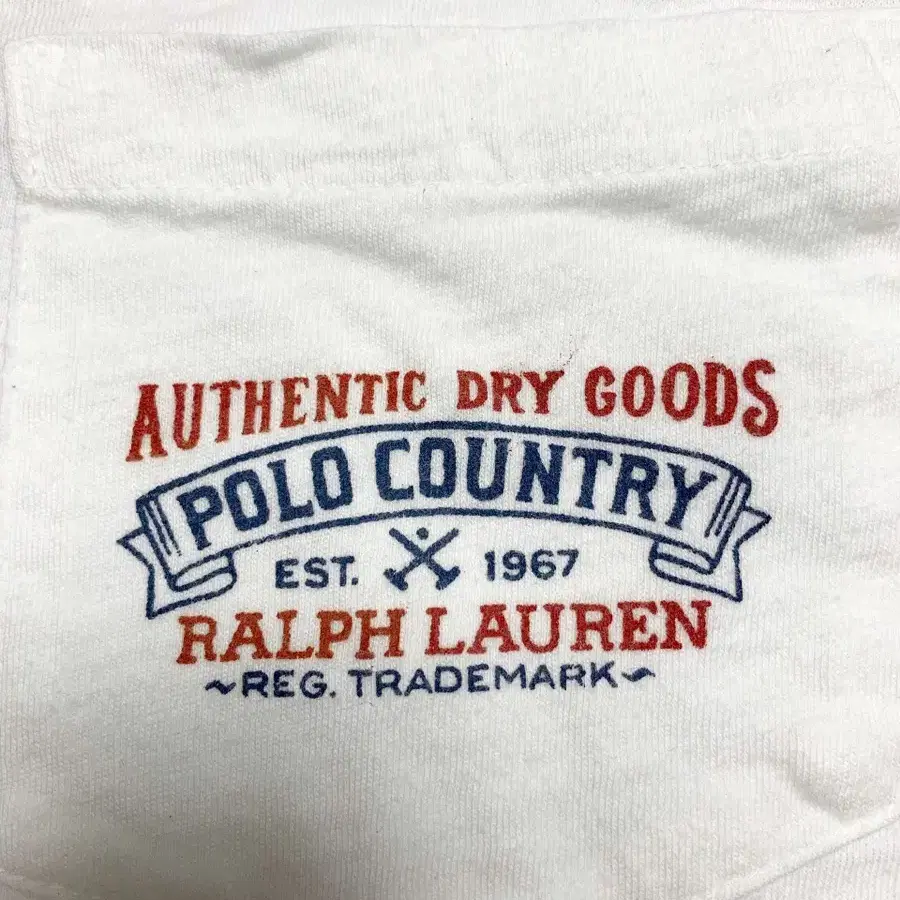 AUTHENTIC DRY GOODS
POLO COUNTRY
EST. 1967
RALPH LAUREN
~REG. TRADEMARK~